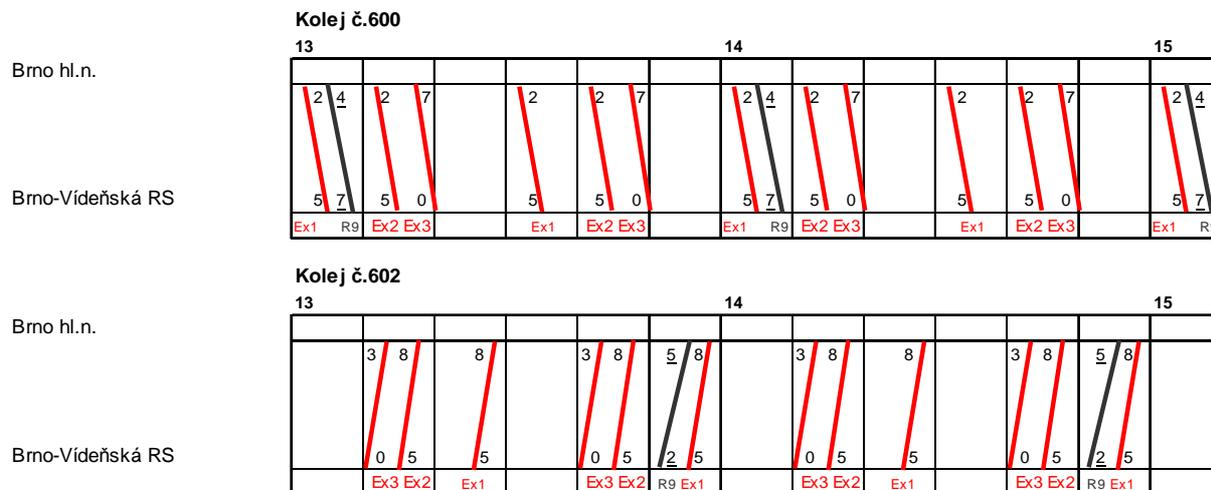 Kolej č.600
13 14 15
Brno hl.n.
2 4 2 7 2 2 7 2 4 2 7 2 2 7 2 4
Brno-Vídeňská RS
5 7 5 0 5 5 0 5 7 5 0 5 5 0 5 7
Ex1 R9 Ex2 Ex3 Ex1 Ex2 Ex3 Ex1 R9 Ex2 Ex3 Ex1 Ex2 Ex3 Ex1
Kolej č.602
13 14 15
Brno hl.n.
3 8 8 3 8 5 8 3 8 8 3 8 5 8
Brno-Vídeňská RS
0 5 5 0 5 2 5 0 5 5 0 5 2 5
Ex3 Ex2 Ex1 Ex3 Ex2 R9 Ex1 Ex3 Ex2 Ex1 Ex3 Ex2 R9 Ex1